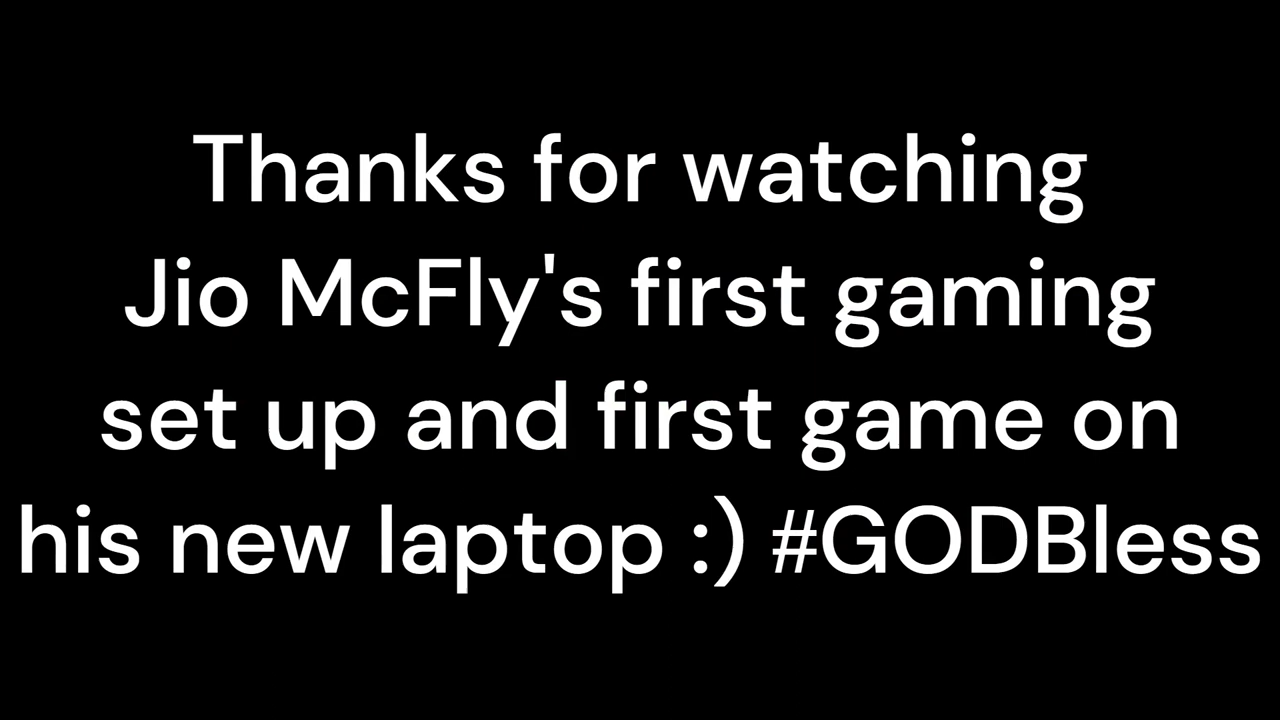 Thanks for watching
Jio McFly's first gaming
set up and first game on
his new laptop :) #GODBless